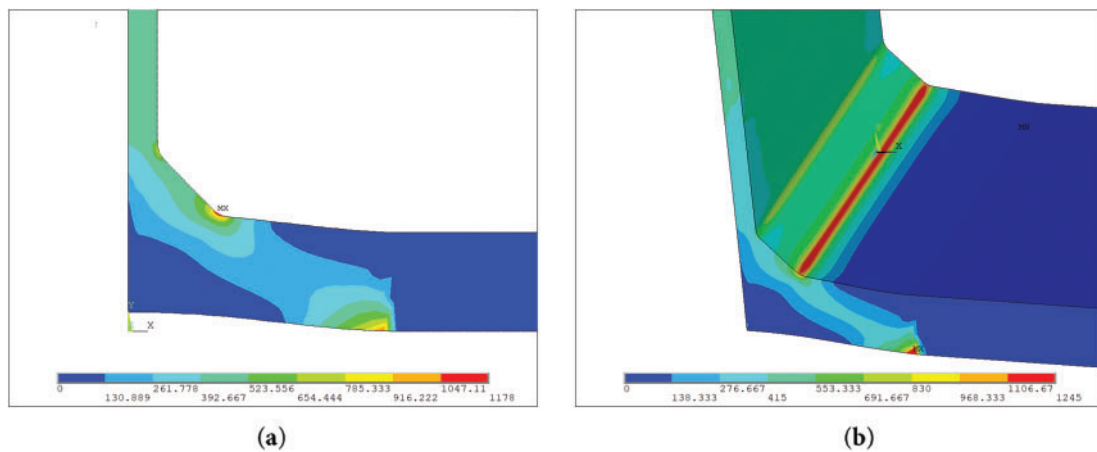 MX
Y
X
0 261.778 523.556 785.333 1047.11
130.889 392.667 654.444 916.222 1178
(a)
MN
X
0 276.667 553.333 830 1106.67
138.333 415 691.667 968.333 1245
(b)